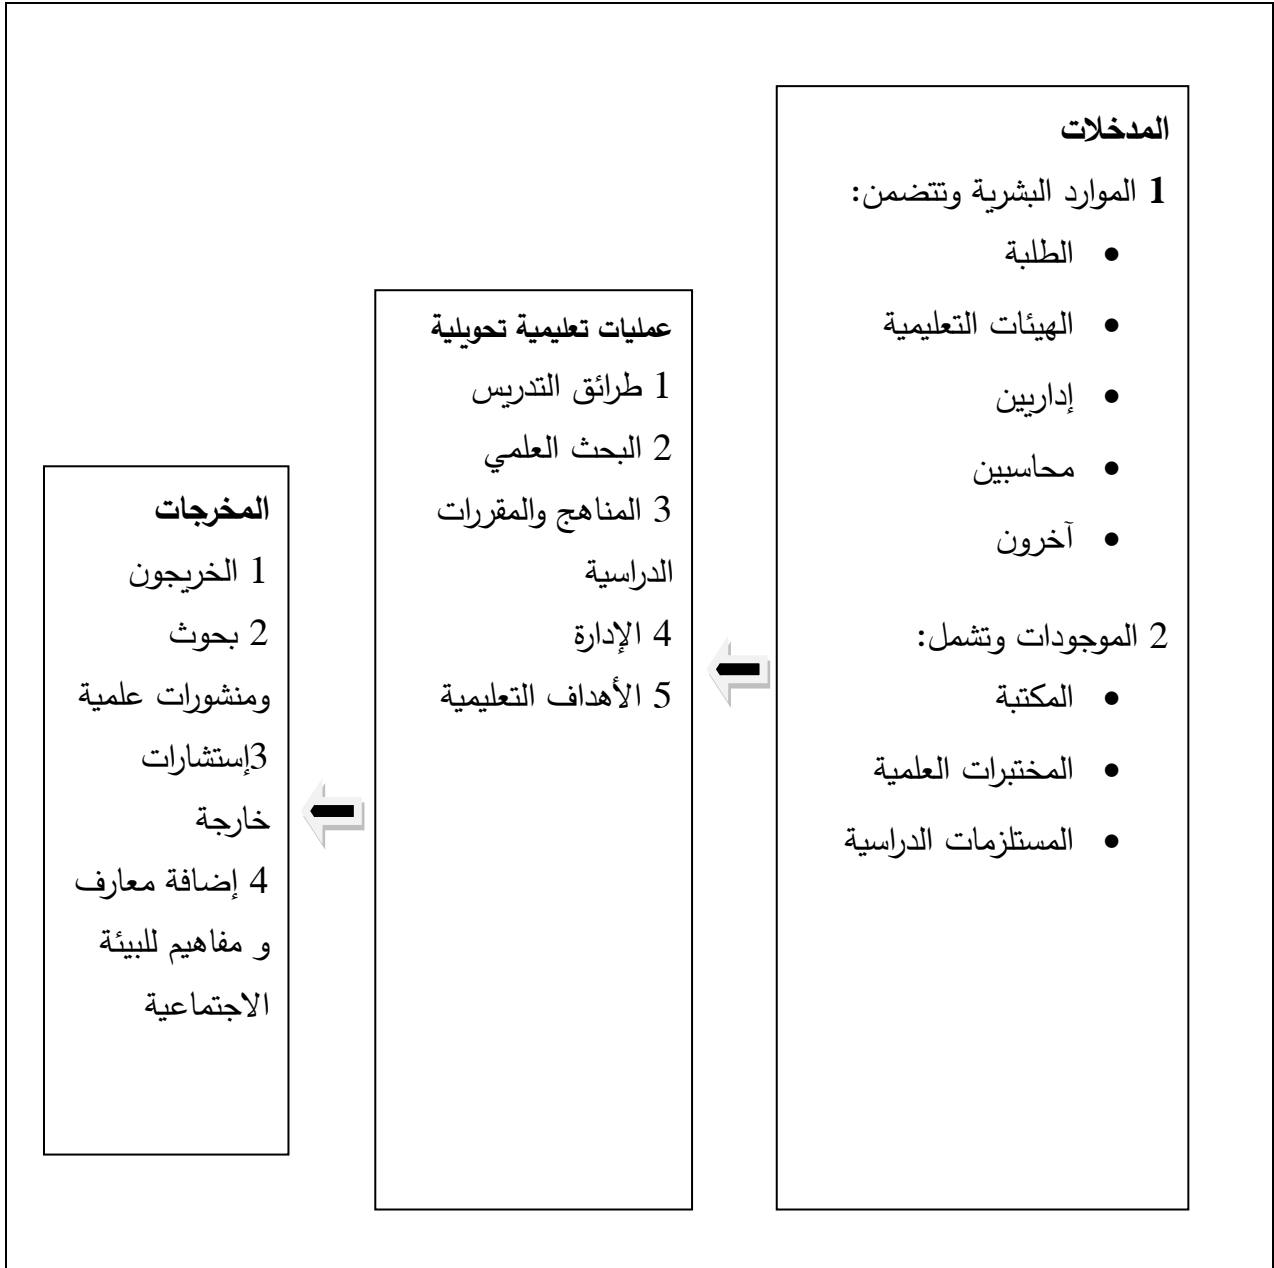 المدخلات
1 الموارد البشرية وتتضمن:
• الطلبة
• الهيئات التعليمية
• إداريين
• محاسبين
• آخرون
2 الموجودات وتشمل:
• المكتبة
• المختبرات العلمية
• المستلزمات الدراسية
عمليات تعليمية تحويلية
1 طرائق التدريس
2 البحث العلمي
3 المناهج والمقررات
الدراسية
4 الإدارة
5 الأهداف التعليمية
المخرجات
1 الخريجون
2 بحوث
ومنشورات علمية
3إستشارات
خارجة
4 إضافة معارف
و مفاهيم للبيئة
الاجتماعية